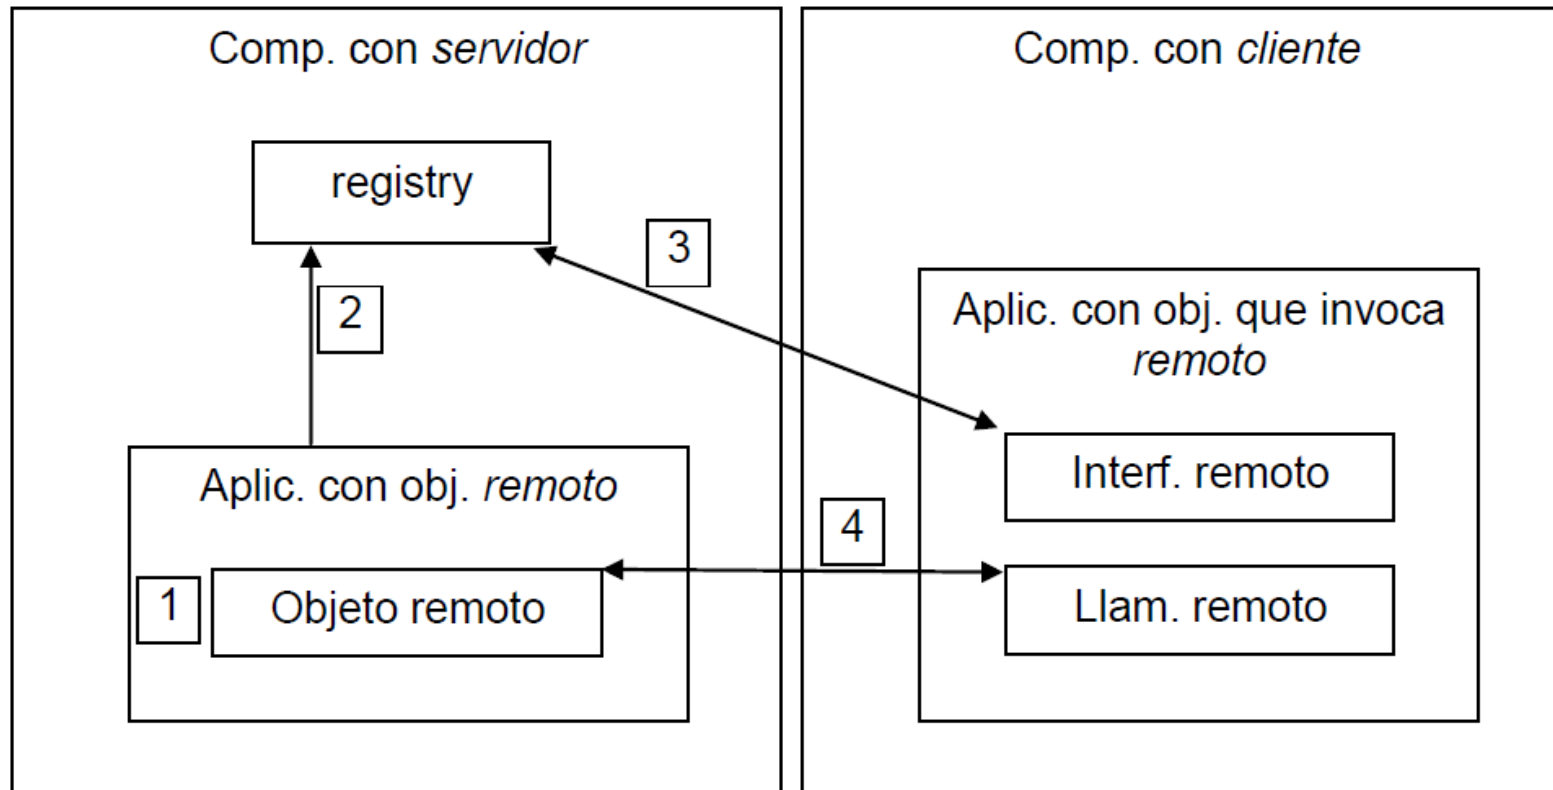 Comp. con servidor
Comp. con cliente
registry
3
2
Aplic. con obj. que invoca
remoto
Interf. remoto
Aplic. con obj. remoto
4
1
Objeto remoto
Llam. remoto